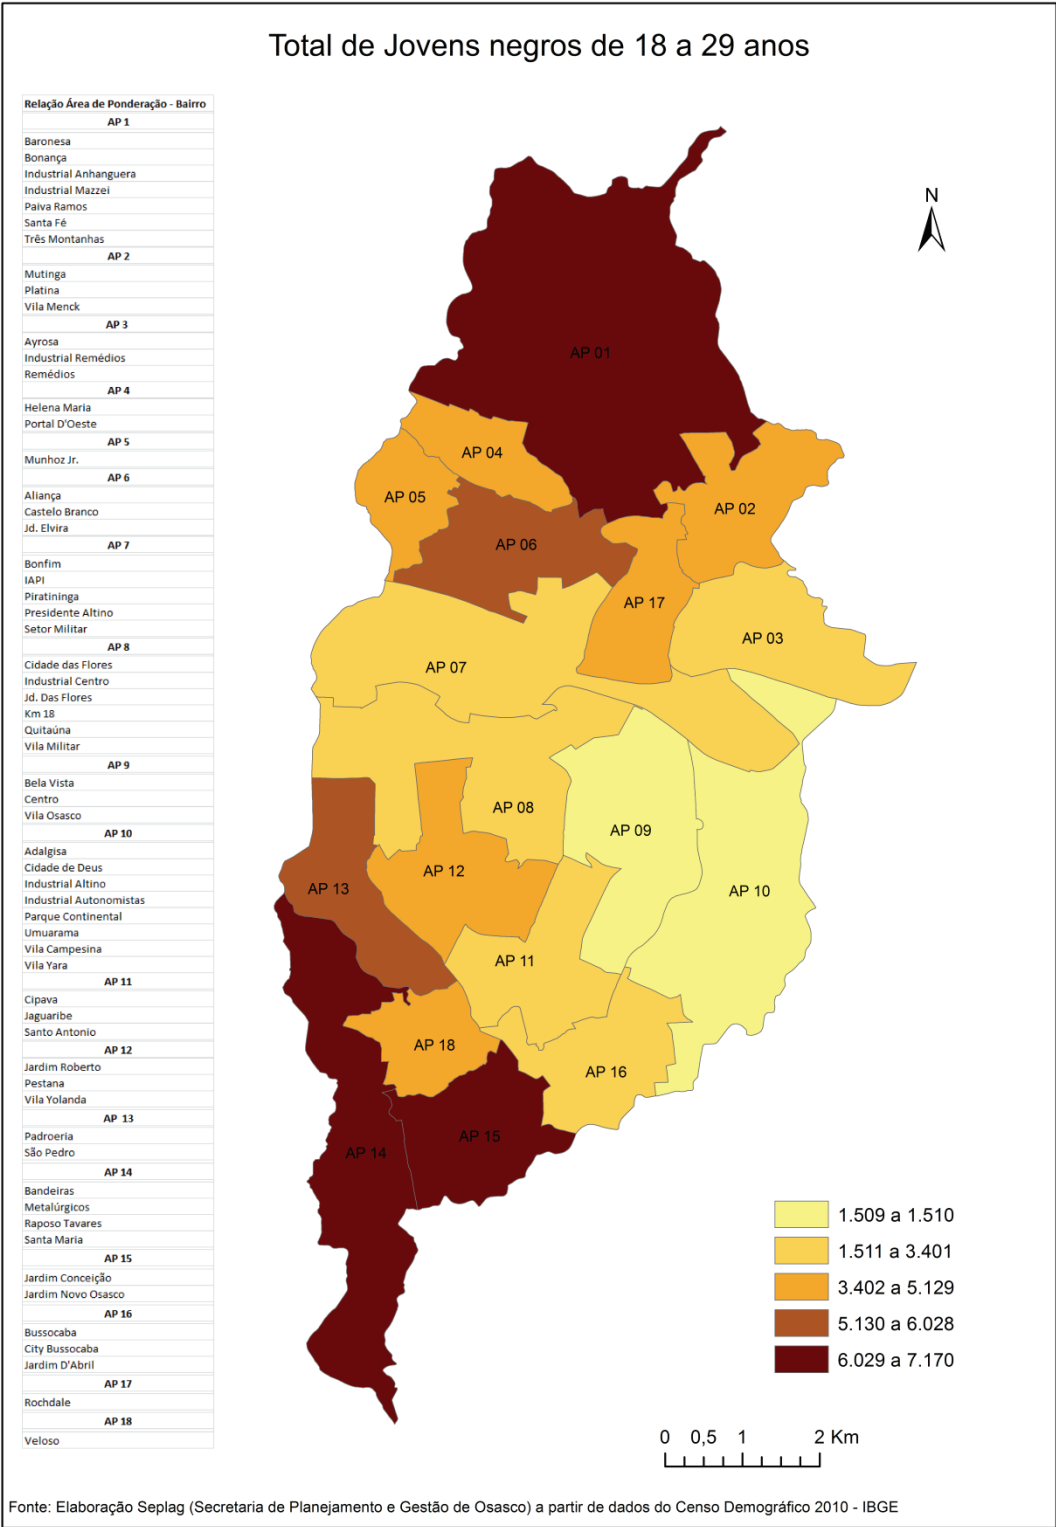 Total de Jovens negros de 18 a 29 anos
Relação Área de Ponderação - Bairro
AP 1
Baronesa
Bonança
Industrial Anhanguera
Industrial Mazzei
Paiva Ramos
Santa Fé
Três Montanhas
AP 2
Mutinga
Platina
Vila Menck
AP 3
Ayrosa
Industrial Remédios
Remédios
AP 4
Helena Maria
Portal D'Oeste
AP 5
Munhoz Jr.
AP 6
Aliança
Castelo Branco
Jd. Elvira
AP 7
Bonfim
IAPI
Piratininga
Presidente Altino
Setor Militar
AP 8
Cidade das Flores
Industrial Centro
Jd. Das Flores
Km 18
Quitaúna
Vila Militar
AP 9
Bela Vista
Centro
Vila Osasco
AP 10
Adalgisa
Cidade de Deus
Industrial Altino
Industrial Autonomistas
Parque Continental
Umuarama
Vila Campesina
Vila Yara
AP 11
Cipava
Jaguaribe
Santo Antonio
AP 12
Jardim Roberto
Pestana
Vila Yolanda
AP 13
Padroeria
São Pedro
AP 14
Bandeiras
Metalúrgicos
Raposo Tavares
Santa Maria
AP 15
Jardim Conceição
Jardim Novo Osasco
AP 16
Bussocaba
City Bussocaba
Jardim D'Abril
AP 17
Rochdale
AP 18
Veloso
N
AP 01
AP 04
AP 05
AP 02
AP 06
AP 17
AP 03
AP 07
AP 08
AP 09
AP 12
AP 13
AP 10
AP 11
AP 18
AP 16
AP 15
AP 14
1.509 a 1.510
1.511 a 3.401
3.402 a 5.129
5.130 a 6.028
6.029 a 7.170
0 0,5 1 2 Km
Fonte: Elaboração Seplag (Secretaria de Planejamento e Gestão de Osasco) a partir de dados do Censo Demográfico 2010 - IBGE